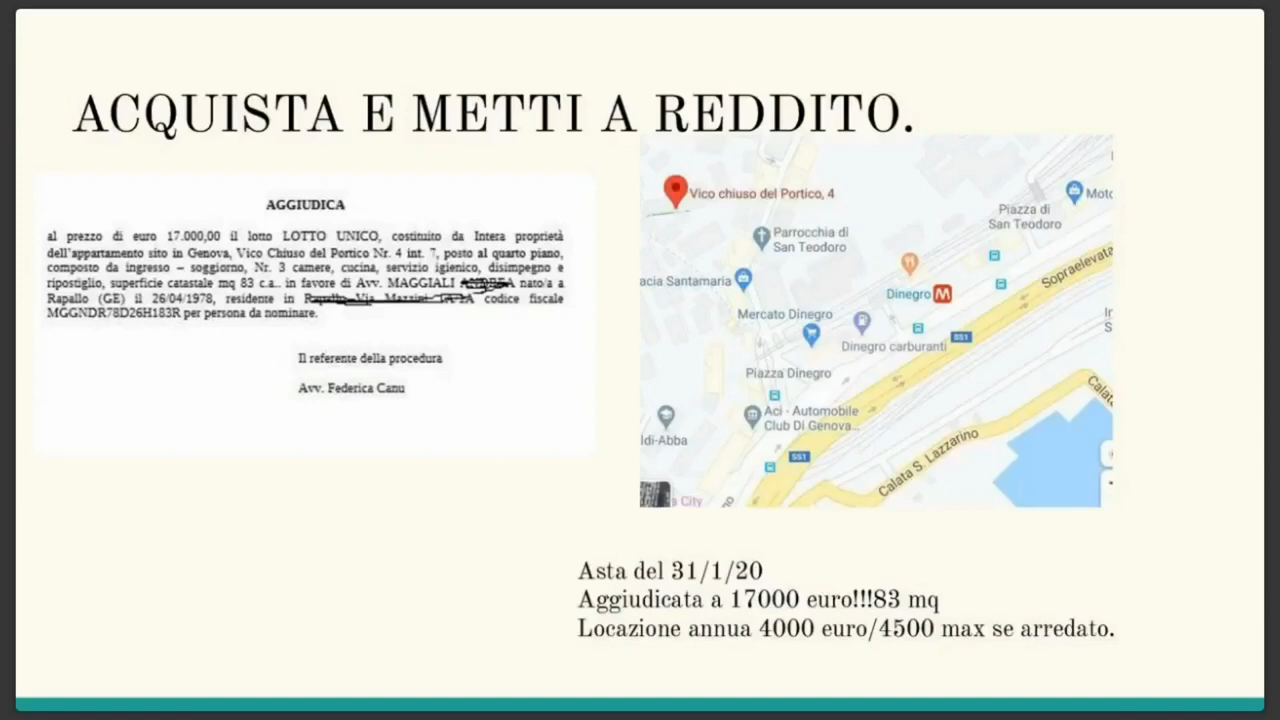 ACQUISTA E METTI A REDDITO.
AGGIUDICA
al prezzo di euro 17.000,00 il lotto LOTTO UNICO, costituito da Intera proprietà
dell'appartamento sito in Genova, Vico Chiuso del Portico Nr. 4 int. 7, posto al quarto piano,
composto da ingresso – soggiorno, Nr. 3 camere, cucina, servizio igienico, disimpegno e
ripostiglio, superficie catastale mq 83 c.a.. in favore di Avv. MAGGIALI nato/a a
Rapallo (GE) il 26/04/1978, residente in codice fiscale
MGGNDR78D26H183R per persona da nominare.
Il referente della procedura
Avv. Federica Canu
Vico chiuso del Portico, 4
Moto
Piazza di
San Teodoro
Parrocchia di
San Teodoro
Sopraelevata
acia Santamaria
Dinegro M
Mercato Dinegro
Dinegro carburanti
SS1
Piazza Dinegro
Calat
Aci - Automobile
Club Di Genova...
ldi-Abba
SS1
Calata S. Lazzarino
a City
Asta del 31/1/20
Aggiudicata a 17000 euro!!!83 mq
Locazione annua 4000 euro/4500 max se arredato.